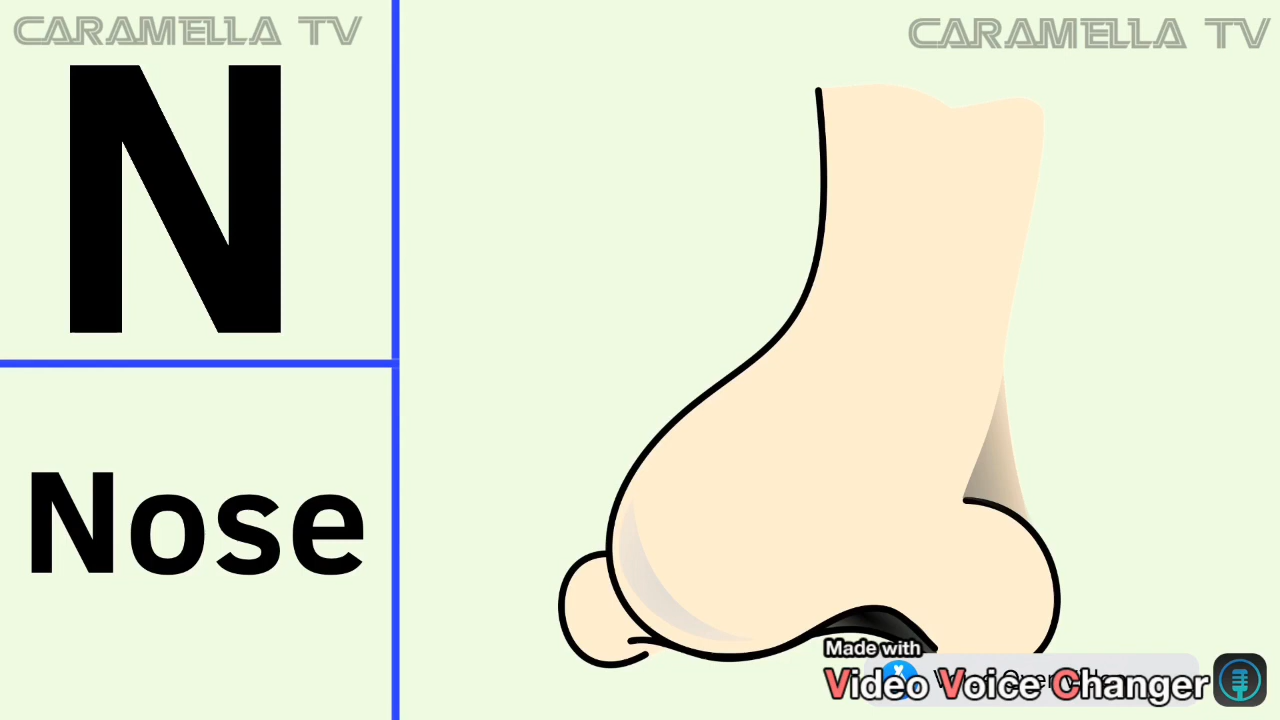 CARAMELLA TV
CARAMELLA TV
N
Nose
Made with
Video Voice Changer